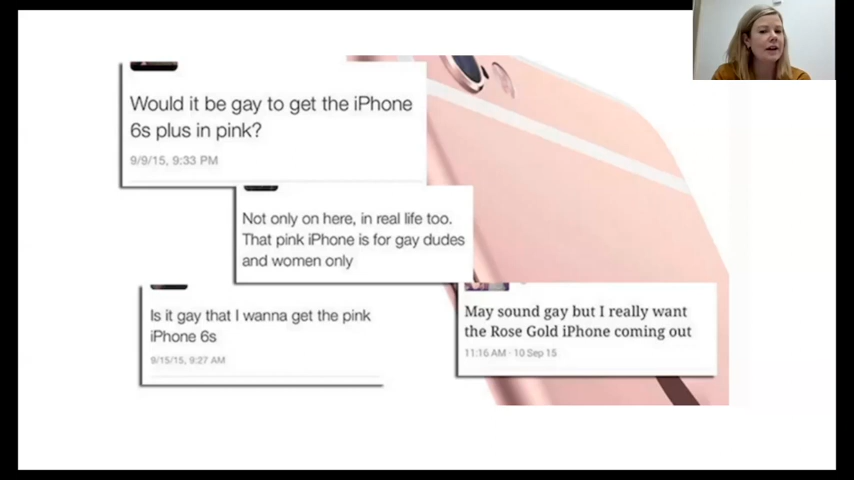 Would it be gay to get the iPhone
6s plus in pink?
9/9/15, 9:33 PM
Not only on here, in real life too.
That pink iPhone is for gay dudes
and women only
Is it gay that I wanna get the pink
iPhone 6s
9/15/15, 9:27 AM
May sound gay but I really want
the Rose Gold iPhone coming out
11:16 AM · 10 Sep 15